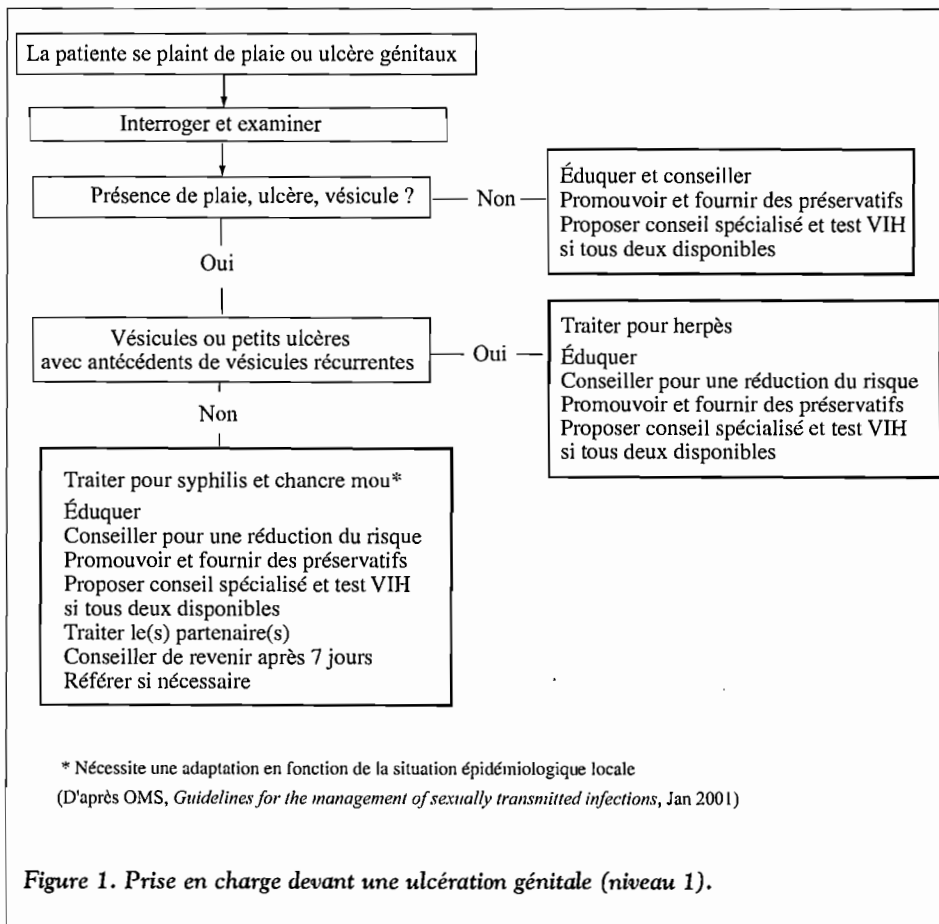 La patiente se plaint de plaie ou ulcère génitaux
Interroger et examiner
Présence de plaie, ulcère, vésicule ?
Non
Éduquer et conseiller
Promouvoir et fournir des préservatifs
Proposer conseil spécialisé et test VIH
si tous deux disponibles
Oui
Vésicules ou petits ulcères
avec antécédents de vésicules récurrentes
Oui
Traiter pour herpès
Éduquer
Conseiller pour une réduction du risque
Promouvoir et fournir des préservatifs
Proposer conseil spécialisé et test VIH
si tous deux disponibles
Non
Traiter pour syphilis et chancre mou*
Éduquer
Conseiller pour une réduction du risque
Promouvoir et fournir des préservatifs
Proposer conseil spécialisé et test VIH
si tous deux disponibles
Traiter le(s) partenaire(s)
Conseiller de revenir après 7 jours
Référer si nécessaire
* Nécessite une adaptation en fonction de la situation épidémiologique locale
(D'après OMS, Guidelines for the management of sexually transmitted infections, Jan 2001)
Figure 1. Prise en charge devant une ulcération génitale (niveau 1).